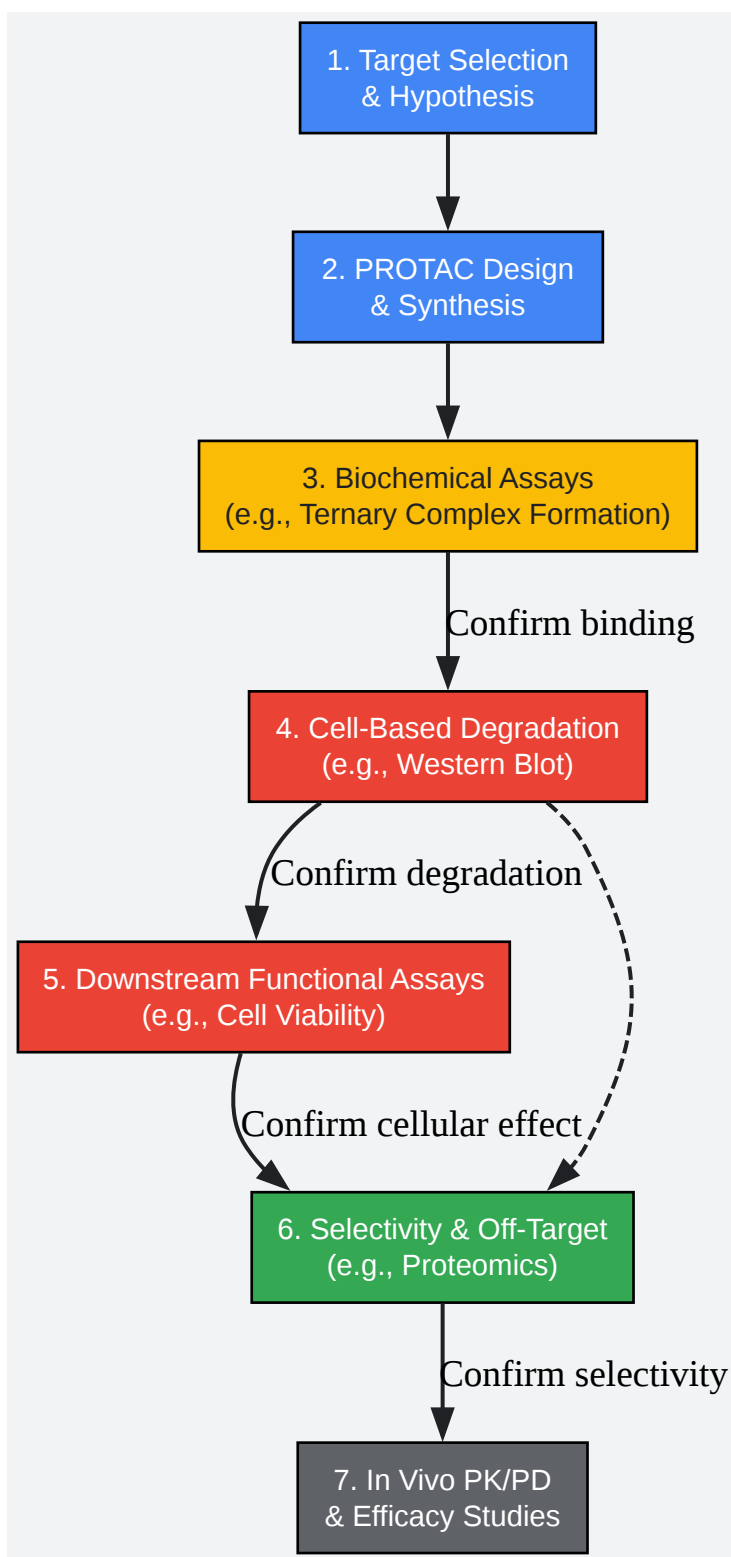 1. Target Selection
& Hypothesis
2. PROTAC Design
& Synthesis
3. Biochemical Assays
(e.g., Ternary Complex Formation)
Confirm binding
4. Cell-Based Degradation
(e.g., Western Blot)
Confirm degradation
5. Downstream Functional Assays
(e.g., Cell Viability)
Confirm cellular effect
6. Selectivity & Off-Target
(e.g., Proteomics)
Confirm selectivity
7. In Vivo PK/PD
& Efficacy Studies